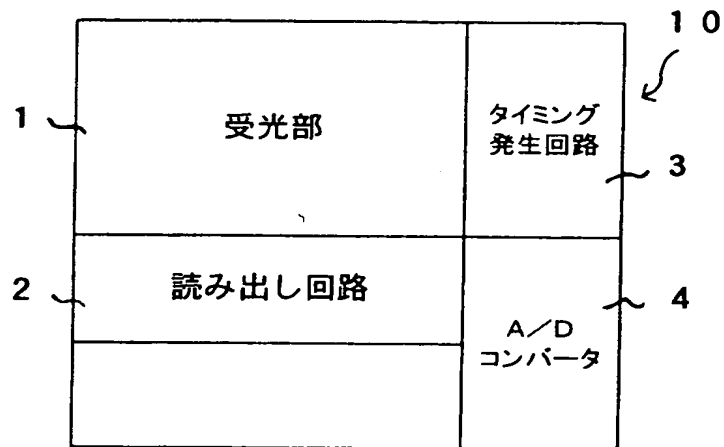 １０
１
受光部
タイミング
発生回路
３
２
読み出し回路
４
Ａ／Ｄ
コンバータ